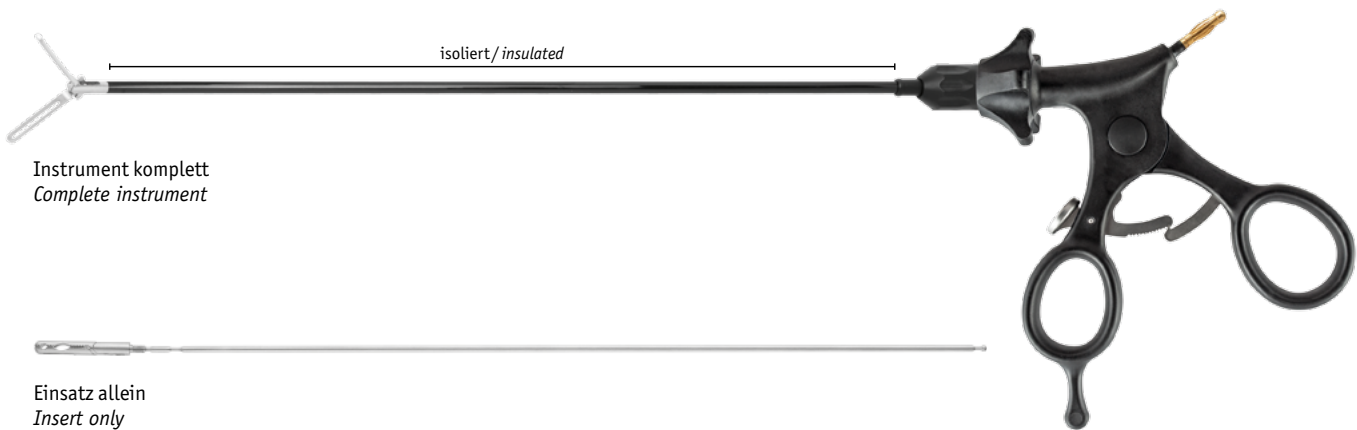 isoliert/insulated
Instrument komplett
Complete instrument
Einsatz allein
Insert only